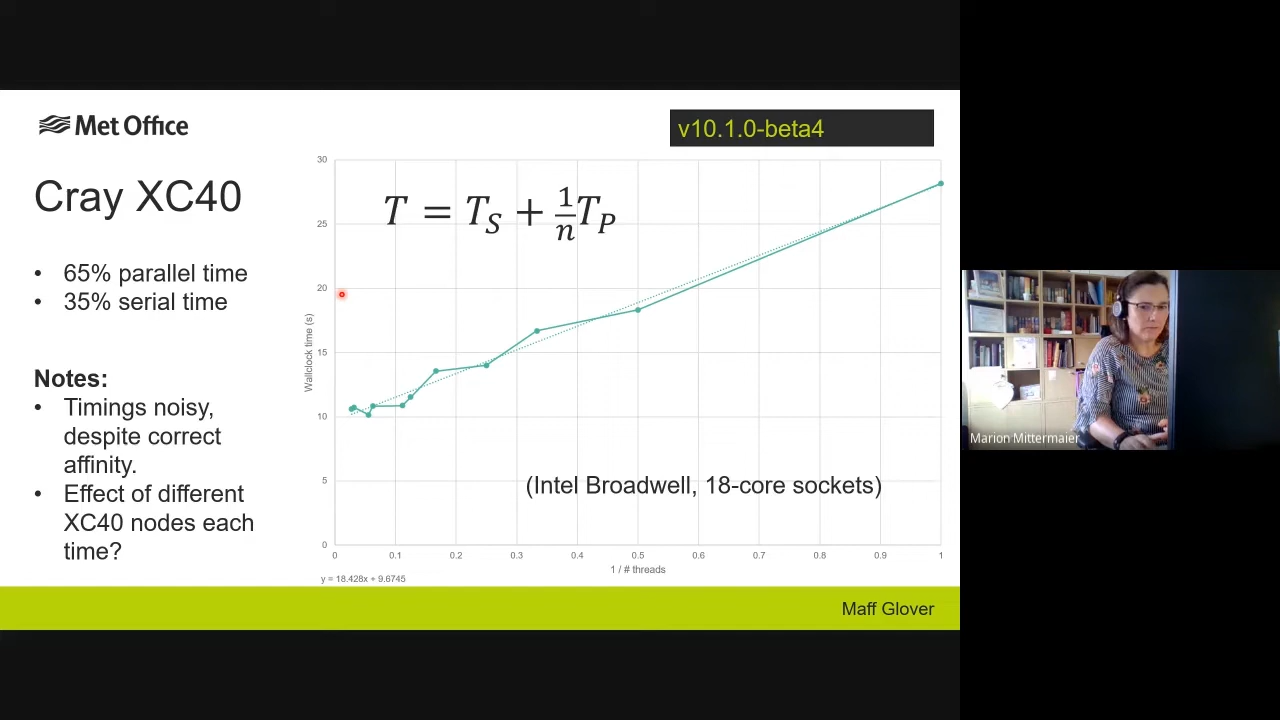 Met Office
v10.1.0-beta4
Cray XC40
• 65% parallel time
• 35% serial time
Notes:
• Timings noisy,
despite correct
affinity.
• Effect of different
XC40 nodes each
time?
T = T_S + 1/n T_P
30
25
20
15
10
5
0
Wallclock time (s)
(Intel Broadwell, 18-core sockets)
0 0.1 0.2 0.3 0.4 0.5 0.6 0.7 0.8 0.9 1
1 / # threads
y = 18.428x + 9.6745
Maff Glover
Marion Mittermaier